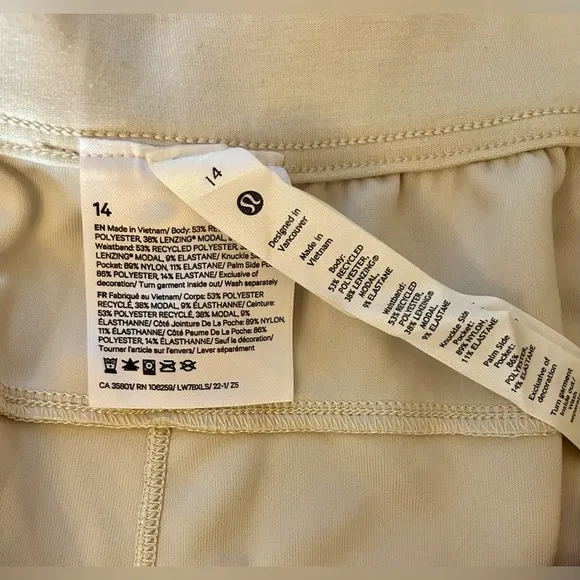 14
EN Made in Vietnam/ Body: 53% REC
POLYESTER, 38% LENZING® MODAL,
Waistband: 53% RECYCLED POLYESTER,
LENZING® MODAL, 9% ELASTANE/ Knuckle S
Pocket: 89% NYLON, 11% ELASTANE/ Palm Side P
86% POLYESTER, 14% ELASTANE/ Exclusive of
decoration/ Turn garment inside out/ Wash separately
FR Fabriqué au Vietnam/ Corps: 53% POLYESTER
RECYCLÉ, 38% MODAL, 9% ÉLASTHANNE/ Ceinture:
53% POLYESTER RECYCLÉ, 38% MODAL, 9%
ÉLASTHANNE/ Côté Jointure De La Poche: 89% NYLON,
11% ÉLASTHANNE/ Côté Paume De La Poche: 86%
POLYESTER, 14% ÉLASTHANNE/ Sauf la décoration/
Tourner l'article sur l'envers/ Laver séparément
CA 35801/ RN 106259/ LW7BXLS/ 22-1/ Z5
14
Designed in
Vancouver
Made in
Vietnam
Body:
53% RECYCLED
POLYESTER,
38% LENZING®
MODAL,
9% ELASTANE
Waistband:
53% RECYCLED
POLYESTER,
38% LENZING®
MODAL,
9% ELASTANE
Knuckle Side
Pocket:
89% NYLON,
11% ELASTANE
Palm Side
Pocket:
86%
POLYESTER,
14% ELASTANE
Exclusive of
decoration
Turn garment
inside out/
Wash